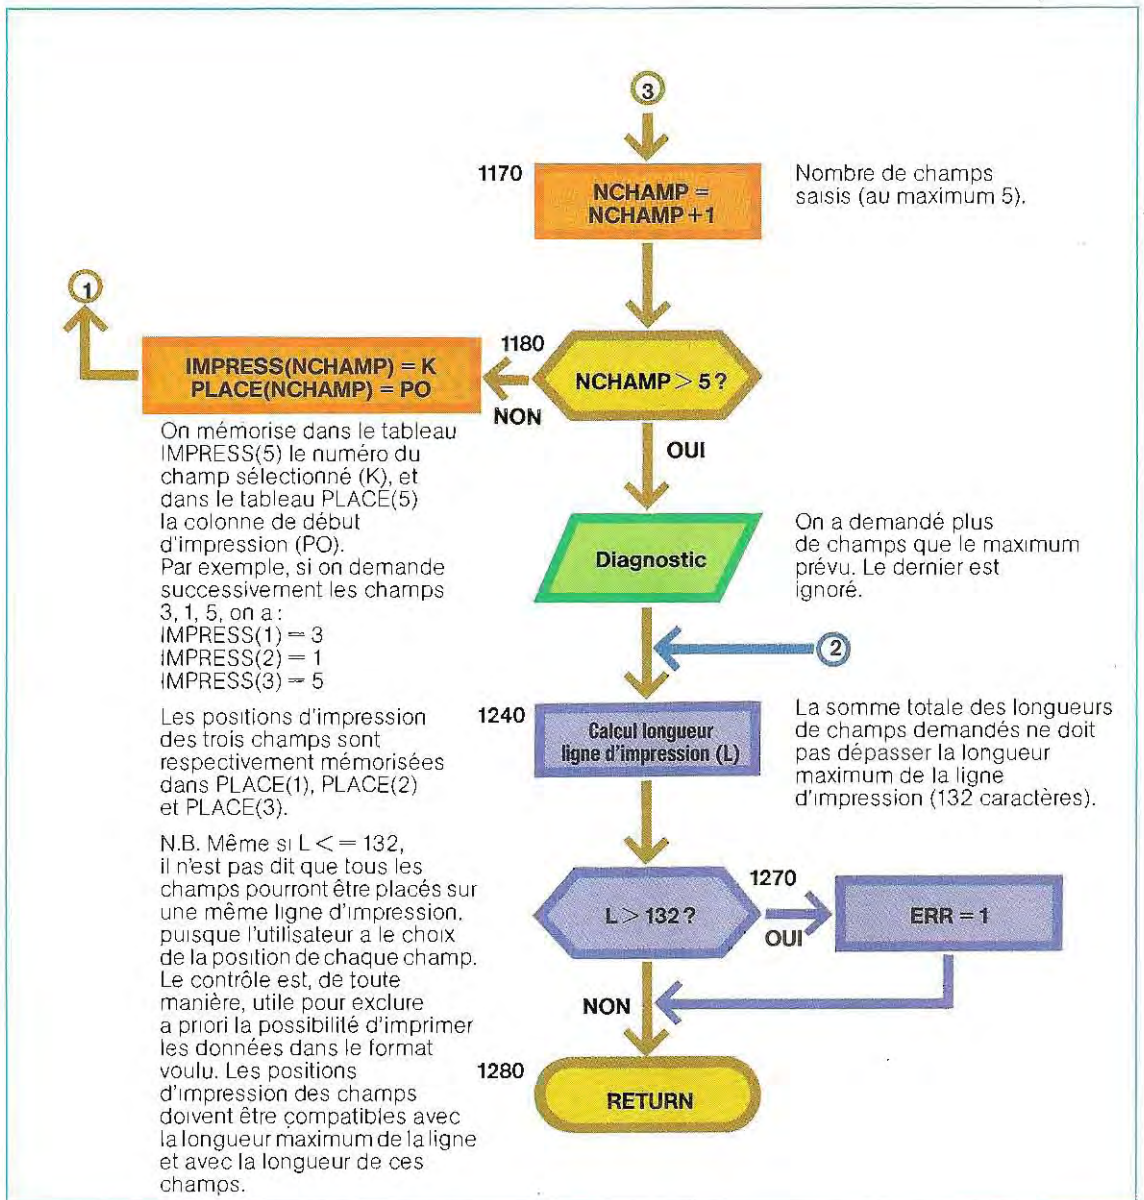 3
1170
NCHAMP =
NCHAMP +1
Nombre de champs
saisis (au maximum 5).
1
1180
IMPRESS(NCHAMP) = K
PLACE(NCHAMP) = PO
NCHAMP > 5 ?
NON
OUI
On mémorise dans le tableau
IMPRESS(5) le numéro du
champ sélectionné (K), et
dans le tableau PLACE(5)
la colonne de début
d'impression (PO).
Par exemple, si on demande
successivement les champs
3, 1, 5, on a :
IMPRESS(1) = 3
IMPRESS(2) = 1
IMPRESS(3) = 5
Diagnostic
On a demandé plus
de champs que le maximum
prévu. Le dernier est
ignoré.
2
Les positions d'impression
des trois champs sont
respectivement mémorisées
dans PLACE(1), PLACE(2)
et PLACE(3).
1240
Calcul longueur
ligne d'impression (L)
La somme totale des longueurs
de champs demandés ne doit
pas dépasser la longueur
maximum de la ligne
d'impression (132 caractères).
N.B. Même si L < = 132,
il n'est pas dit que tous les
champs pourront être placés sur
une même ligne d'impression,
puisque l'utilisateur a le choix
de la position de chaque champ.
Le contrôle est, de toute
manière, utile pour exclure
a priori la possibilité d'imprimer
les données dans le format
voulu. Les positions
d'impression des champs
doivent être compatibles avec
la longueur maximum de la ligne
et avec la longueur de ces
champs.
L > 132 ?
1270
OUI
ERR = 1
NON
1280
RETURN